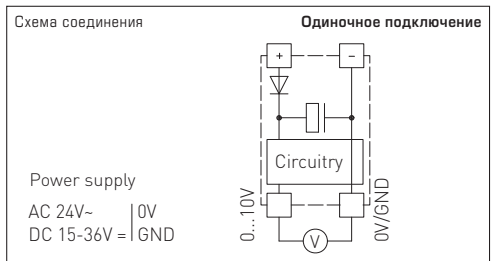 Схема соединения
Одиночное подключение
+ −
Circuitry
Power supply
AC 24V~ | 0V
DC 15-36V = | GND
0...10V
0V/GND
V